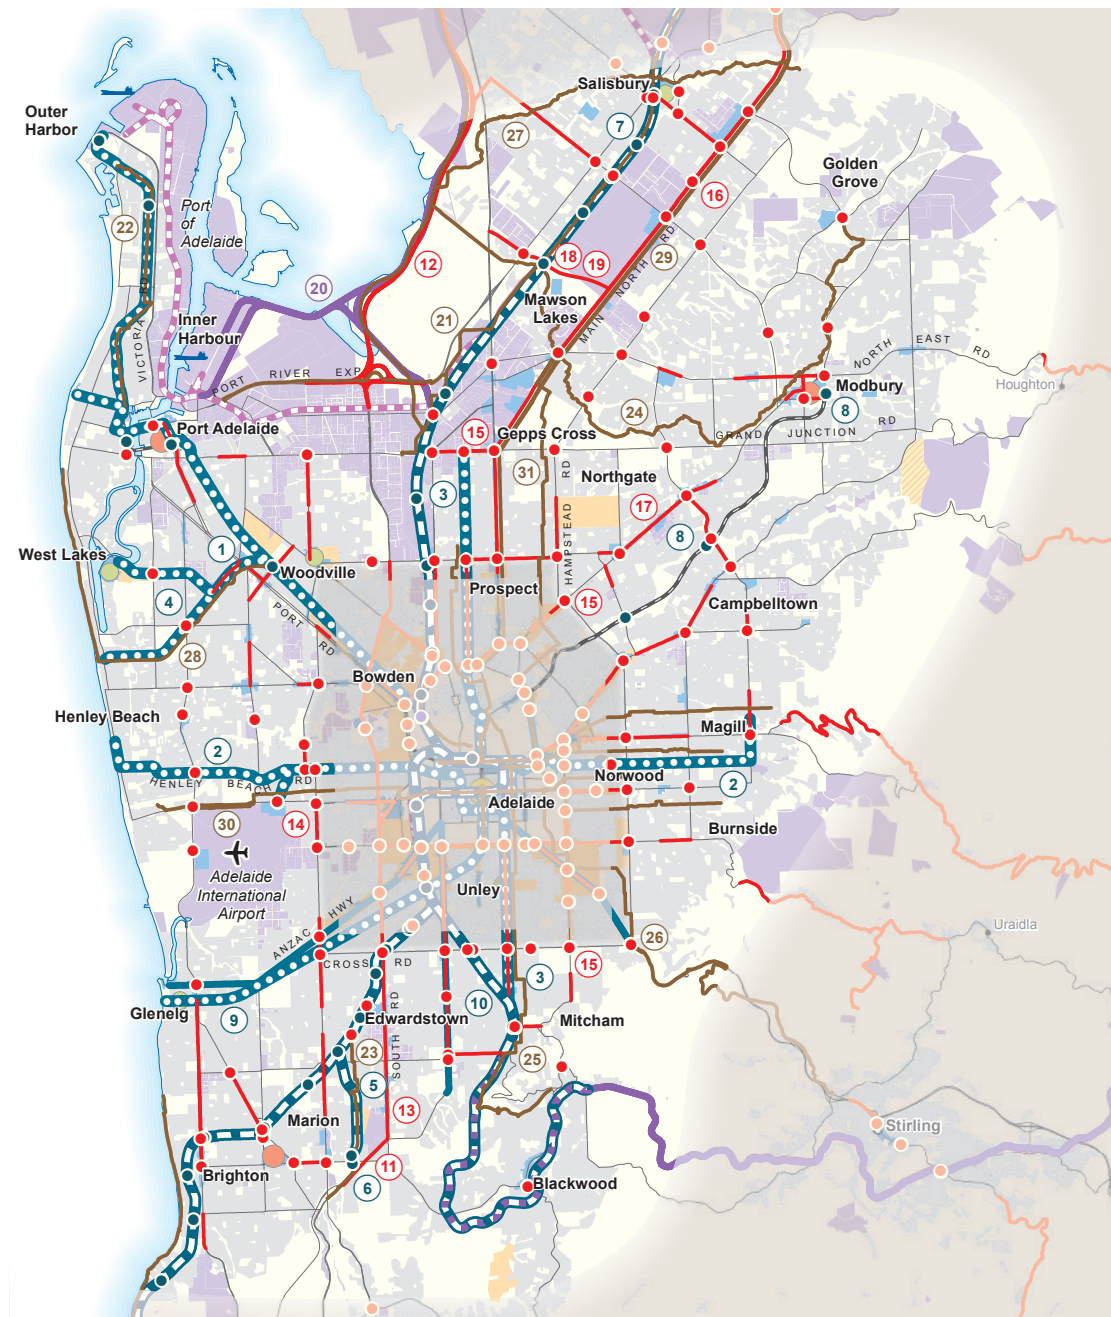 Outer
Harbor
Salisbury
27
7
Golden
Grove
22
Port
of
Adelaide
16
12
18
19
29
20
MAIN NORTH RD
21
Mawson
Lakes
VICTORIA RD
Inner
Harbour
PORT RIVER EXP
NORTH EAST RD
Houghton
Modbury
8
24
Port Adelaide
15
Gepps Cross
GRAND JUNCTION RD
31
Northgate
3
HAMPSTEAD RD
17
8
West Lakes
1
Woodville
Prospect
15
Campbelltown
4
PORT RD
28
Bowden
Henley Beach
Magill
2
HENLEY BEACH RD
Norwood
2
Adelaide
30
14
Burnside
Adelaide
International
Airport
Unley
ANZAC HWY
Uraidla
26
CROSS RD
15
3
10
Glenelg
9
Edwardstown
Mitcham
SOUTH RD
23
25
5
Marion
13
Stirling
11
Brighton
6
Blackwood